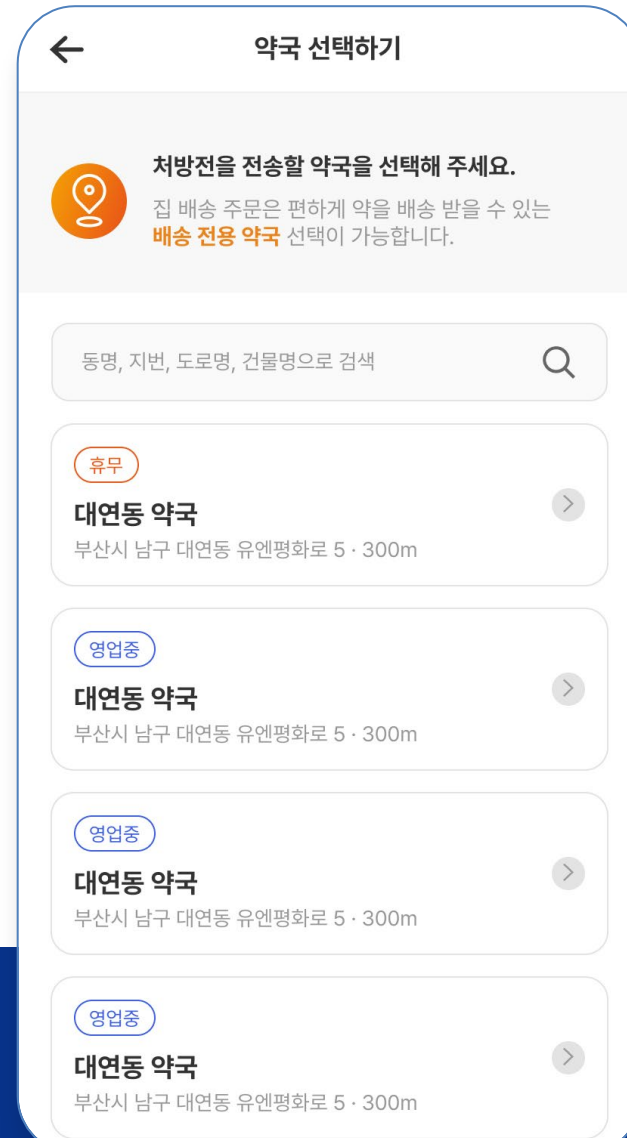 약국 선택하기
처방전을 전송할 약국을 선택해 주세요.
집 배송 주문은 편하게 약을 배송 받을 수 있는
배송 전용 약국 선택이 가능합니다.
동명, 지번, 도로명, 건물명으로 검색
휴무
대연동 약국
부산시 남구 대연동 유엔평화로 5 · 300m
영업중
대연동 약국
부산시 남구 대연동 유엔평화로 5 · 300m
영업중
대연동 약국
부산시 남구 대연동 유엔평화로 5 · 300m
영업중
대연동 약국
부산시 남구 대연동 유엔평화로 5 · 300m